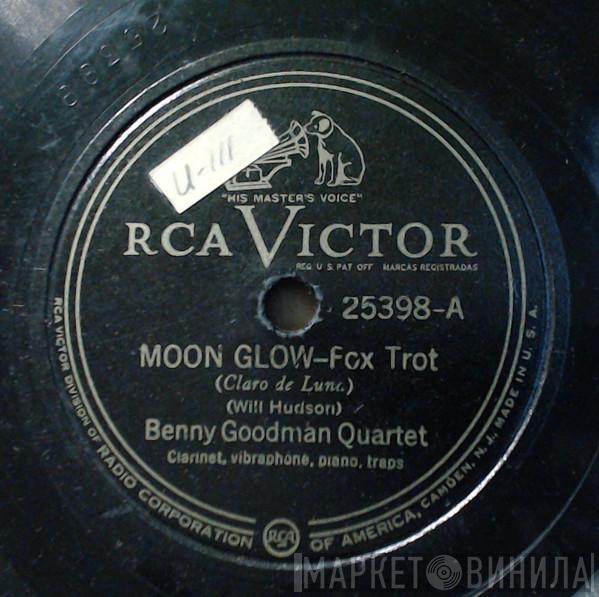 25398
U-111
"HIS MASTER'S VOICE"
RCA VICTOR
REG. U.S. PAT. OFF. MARCAS REGISTRADAS
25398-A
MOON GLOW—Fox Trot
(Claro de Luna)
(Will Hudson)
Benny Goodman Quartet
Clarinet, vibraphone, piano, traps
RCA VICTOR DIVISION OF RADIO CORPORATION OF AMERICA, CAMDEN, N.J. MADE IN U.S.A.
RCA
МАРКЕТ ВИНИЛА